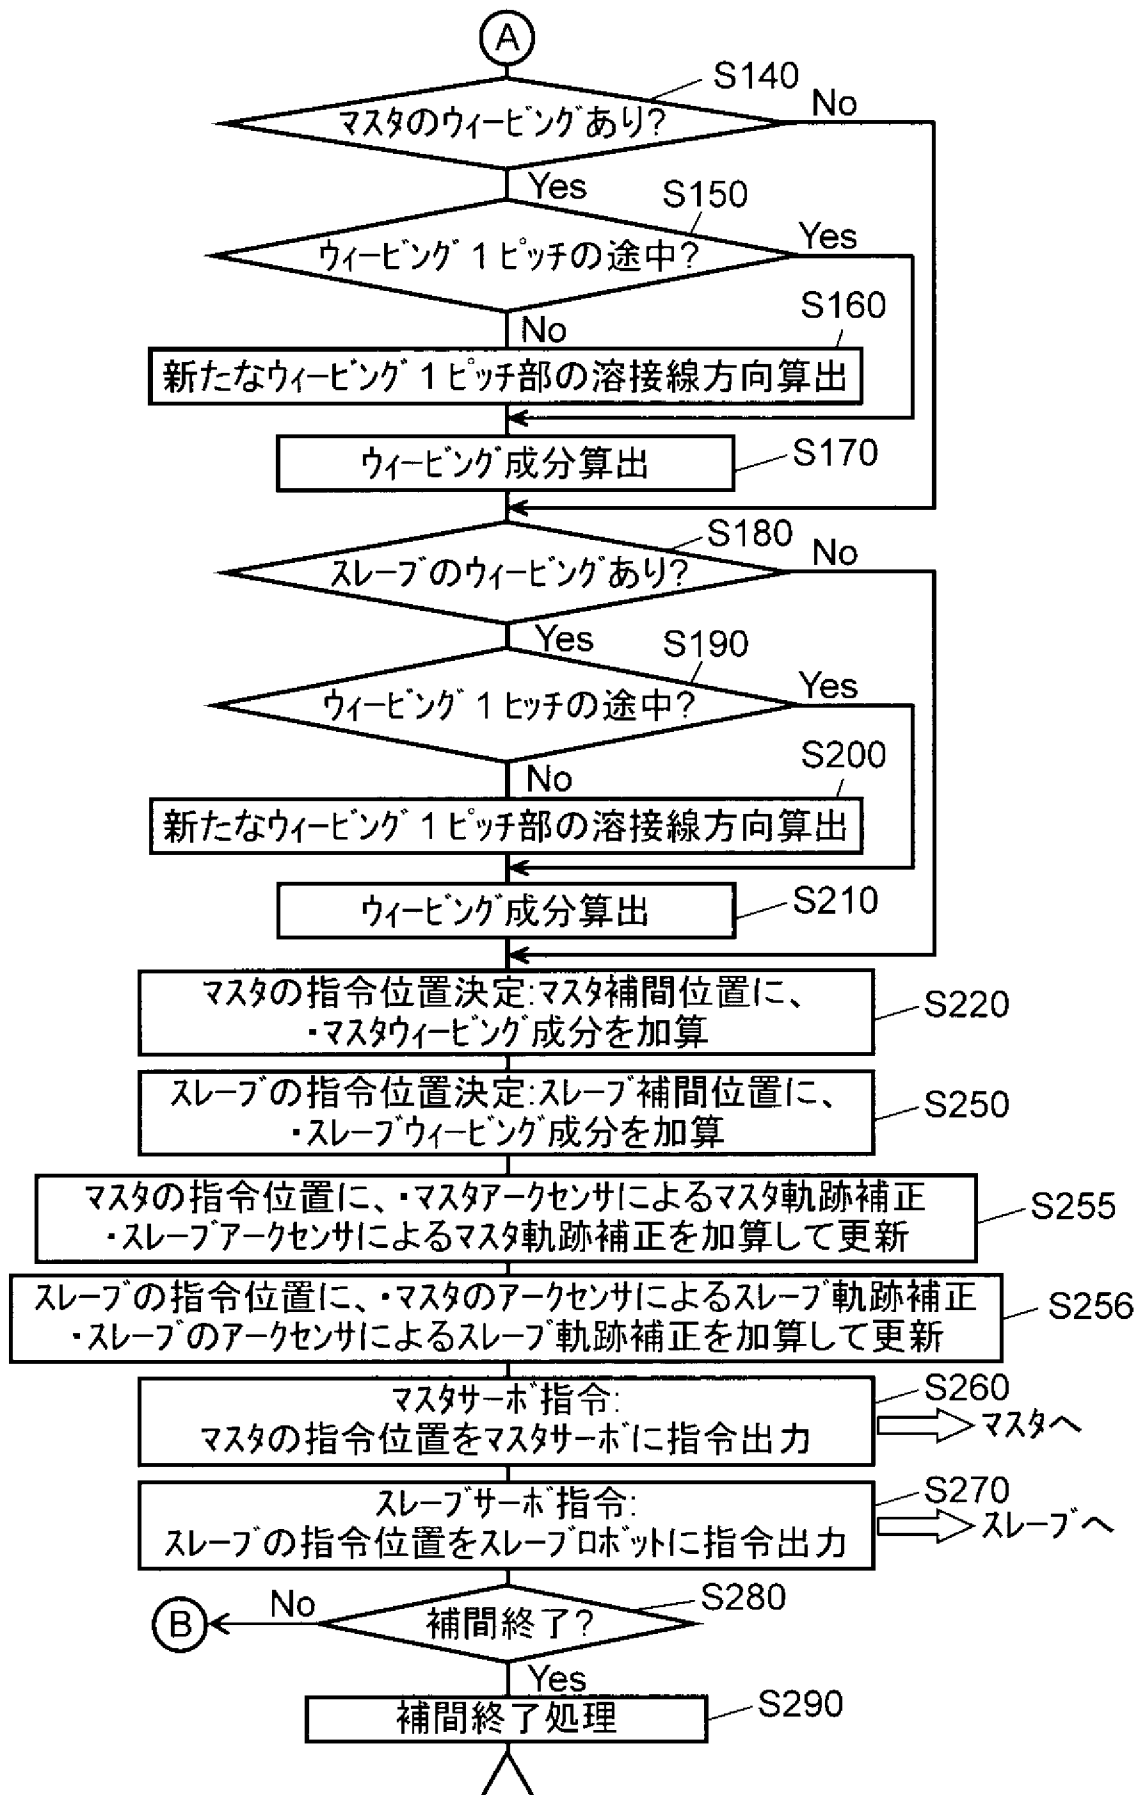 A
S140
マスタのウィービングあり?
No
Yes
S150
ウィービング1ピッチの途中?
Yes
S160
No
新たなウィービング1ピッチ部の溶接線方向算出
ウィービング成分算出
S170
S180
スレーブのウィービングあり?
No
Yes
S190
ウィービング1ヒッチの途中?
Yes
S200
No
新たなウィービング1ピッチ部の溶接線方向算出
ウィービング成分算出
S210
マスタの指令位置決定:マスタ補間位置に、
・マスタウィービング成分を加算
S220
スレーブの指令位置決定:スレーブ補間位置に、
・スレーブウィービング成分を加算
S250
マスタの指令位置に、・マスタアークセンサによるマスタ軌跡補正
・スレーブアークセンサによるマスタ軌跡補正を加算して更新
S255
スレーブの指令位置に、・マスタのアークセンサによるスレーブ軌跡補正
・スレーブのアークセンサによるスレーブ軌跡補正を加算して更新
S256
マスタサーボ指令:
マスタの指令位置をマスタサーボに指令出力
S260
マスタへ
スレーブサーボ指令:
スレーブの指令位置をスレーブロボットに指令出力
S270
スレーブへ
S280
補間終了?
No
B
Yes
補間終了処理
S290